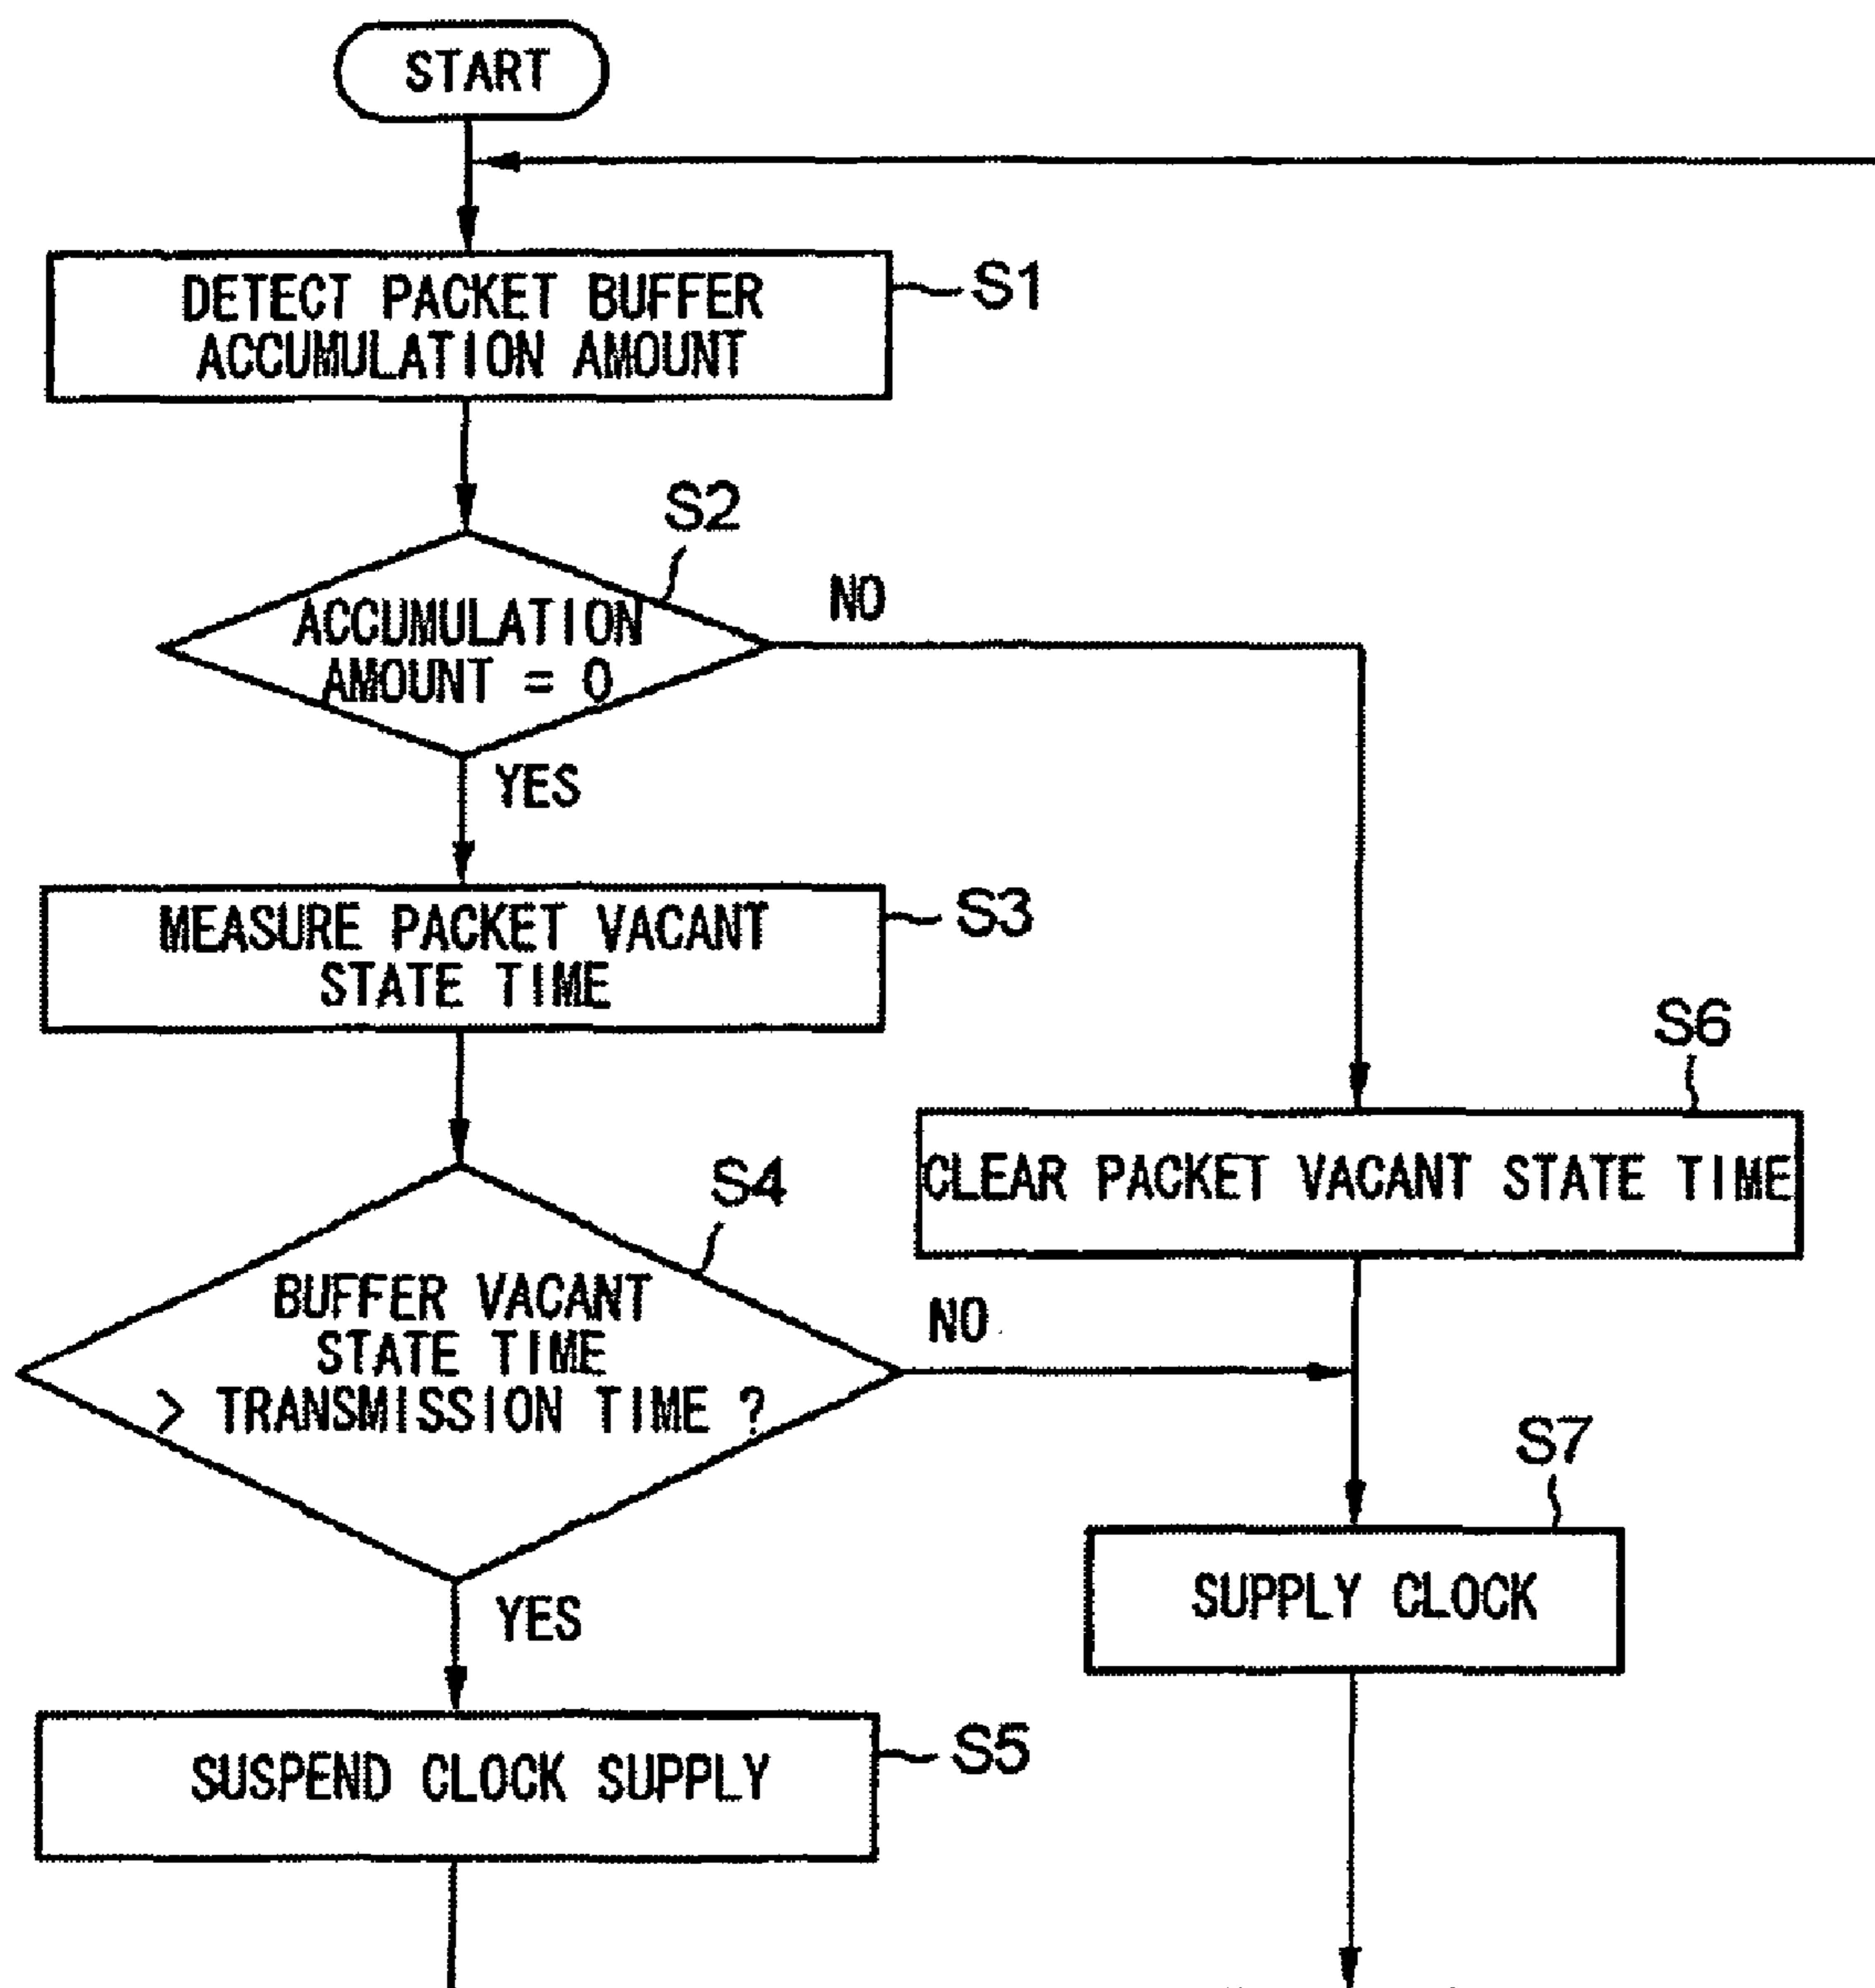 START
DETECT PACKET BUFFER
ACCUMULATION AMOUNT
S1
S2
ACCUMULATION
AMOUNT = 0
NO
YES
MEASURE PACKET VACANT
STATE TIME
S3
S6
CLEAR PACKET VACANT STATE TIME
S4
BUFFER VACANT
STATE TIME
> TRANSMISSION TIME ?
NO
YES
S7
SUPPLY CLOCK
SUSPEND CLOCK SUPPLY
S5